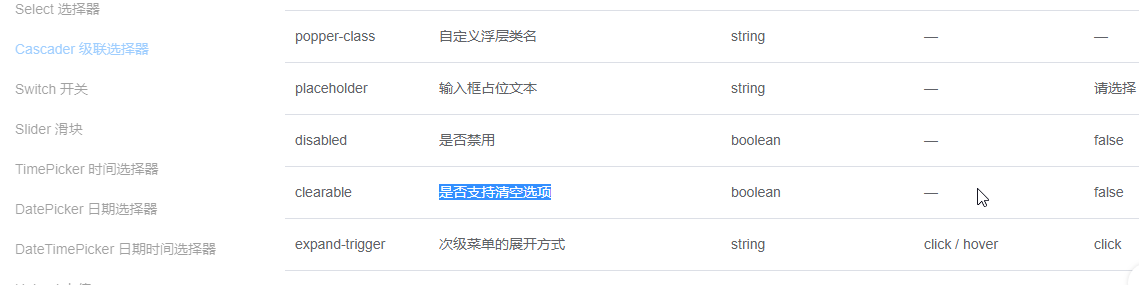 Select 选择器
Cascader 级联选择器
Switch 开关
Slider 滑块
TimePicker 时间选择器
DatePicker 日期选择器
DateTimePicker 日期时间选择器
popper-class 自定义浮层类名 string — —
placeholder 输入框占位文本 string — 请选择
disabled 是否禁用 boolean — false
clearable 是否支持清空选项 boolean — false
expand-trigger 次级菜单的展开方式 string click / hover click